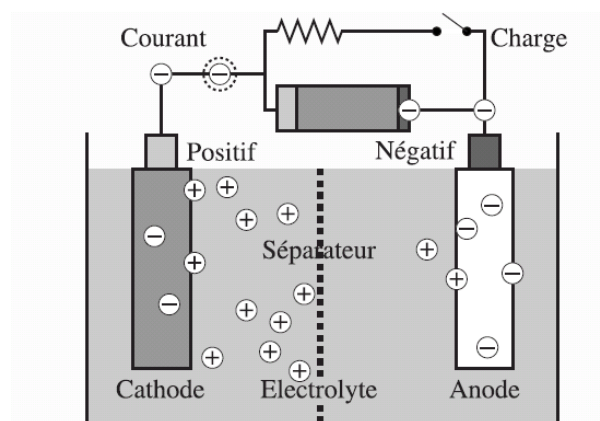 Courant
Charge
Positif
Négatif
Séparateur
Cathode
Electrolyte
Anode